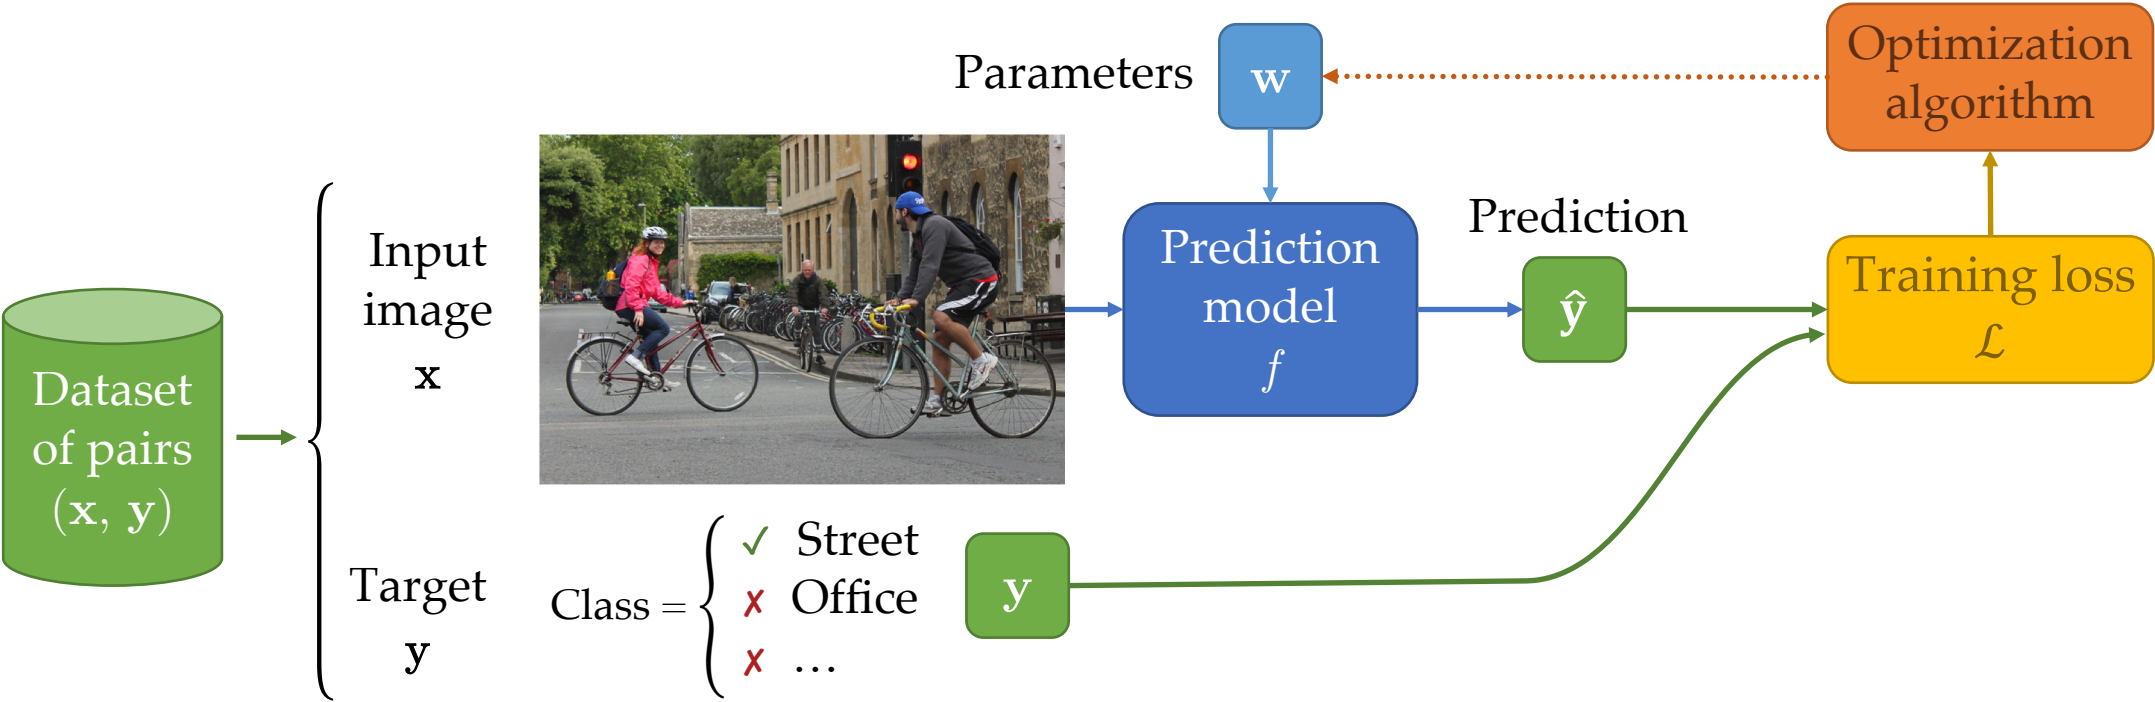 Dataset
of pairs
(x, y)
Input
image
x
Target
y
Class =
✓ Street
✗ Office
✗ ...
y
Parameters
w
Prediction
model
f
Prediction
ŷ
Training loss
ℒ
Optimization
algorithm